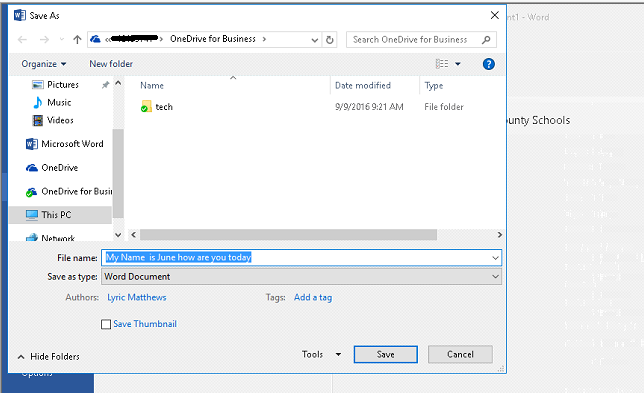 Save As
nt1 - Word
OneDrive for Business
Search OneDrive for Business
Organize
New folder
Pictures
Music
Videos
Microsoft Word
OneDrive
OneDrive for Busir
This PC
Network
Name
Date modified
Type
tech
9/9/2016 9:21 AM
File folder
ounty Schools
File name:
My Name is June how are you today
Save as type:
Word Document
Authors:
Lyric Matthews
Tags:
Add a tag
Save Thumbnail
Hide Folders
Tools
Save
Cancel
Options